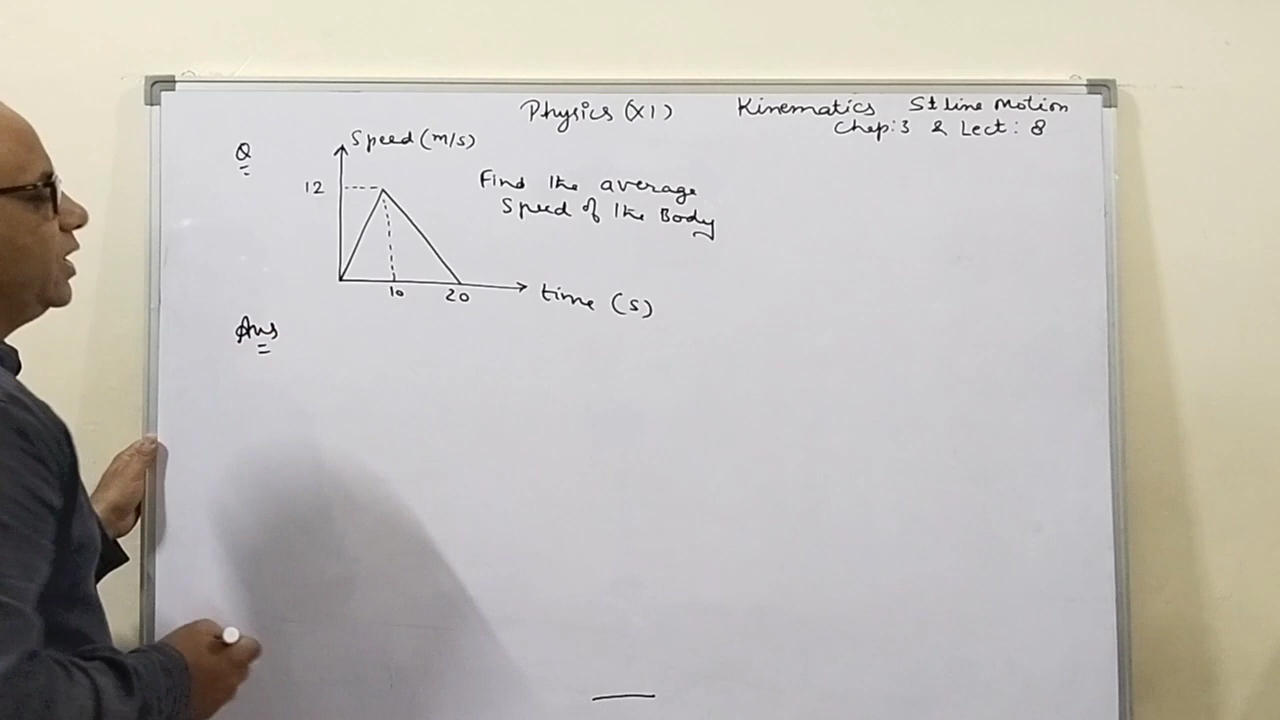 Physics (XI) Kinematics St line Motion
Chap:3 & Lect: 8
Q
Speed (m/s)
12
Find the average
Speed of the Body
10 20
time (s)
Ans